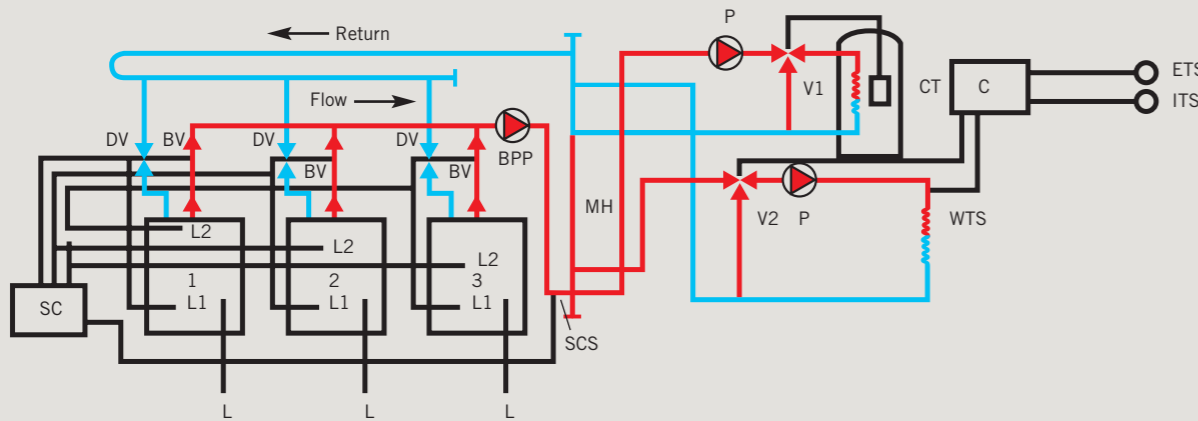 P
Return
ETS
CT
C
V1
ITS
Flow
DV
BV
DV
DV
BPP
BV
BV
MH
V2
P
WTS
L2
L2
L2
1
2
3
SC
L1
L1
L1
SCS
L
L
L